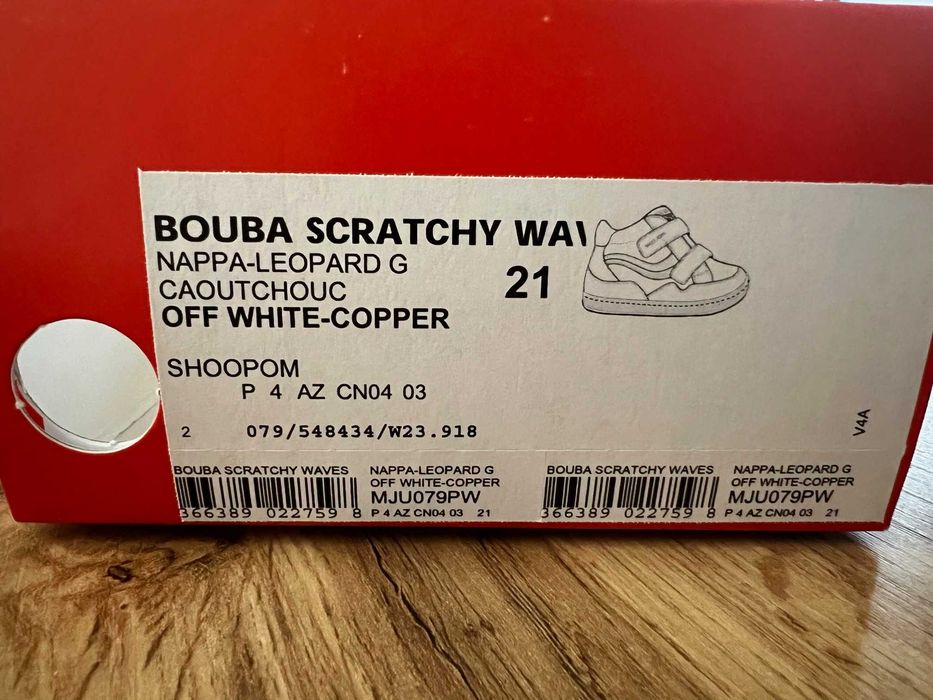 BOUBA SCRATCHY WAV
NAPPA-LEOPARD G
CAOUTCHOUC
OFF WHITE-COPPER
21
SHOOPOM
P 4 AZ CN04 03
2 079/548434/W23.918
V4A
BOUBA SCRATCHY WAVES
366389 022759 8
NAPPA-LEOPARD G
OFF WHITE-COPPER
MJU079PW
P 4 AZ CN04 03 21
BOUBA SCRATCHY WAVES
366389 022759 8
NAPPA-LEOPARD G
OFF WHITE-COPPER
MJU079PW
P 4 AZ CN04 03 21